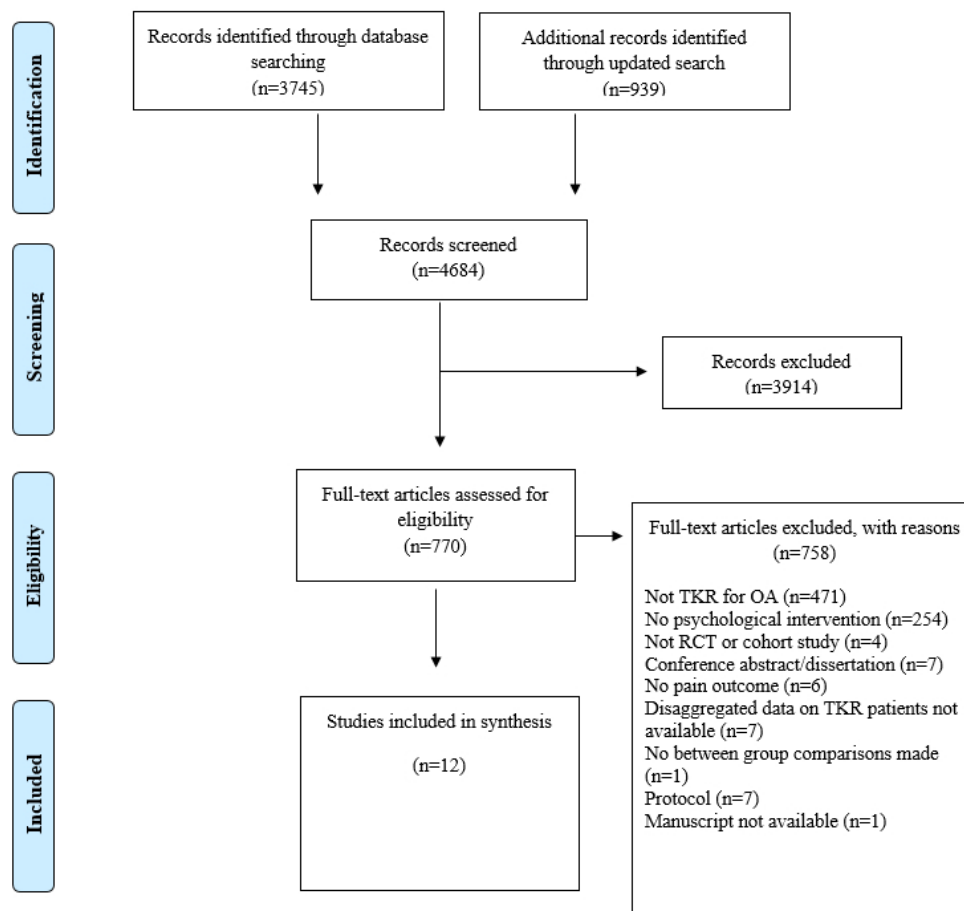 Identification
Records identified through database
searching
(n=3745)
Additional records identified
through updated search
(n=939)
Screening
Records screened
(n=4684)
Records excluded
(n=3914)
Eligibility
Full-text articles assessed for
eligibility
(n=770)
Full-text articles excluded, with reasons
(n=758)
Not TKR for OA (n=471)
No psychological intervention (n=254)
Not RCT or cohort study (n=4)
Conference abstract/dissertation (n=7)
No pain outcome (n=6)
Disaggregated data on TKR patients not
available (n=7)
No between group comparisons made
(n=1)
Protocol (n=7)
Manuscript not available (n=1)
Included
Studies included in synthesis
(n=12)